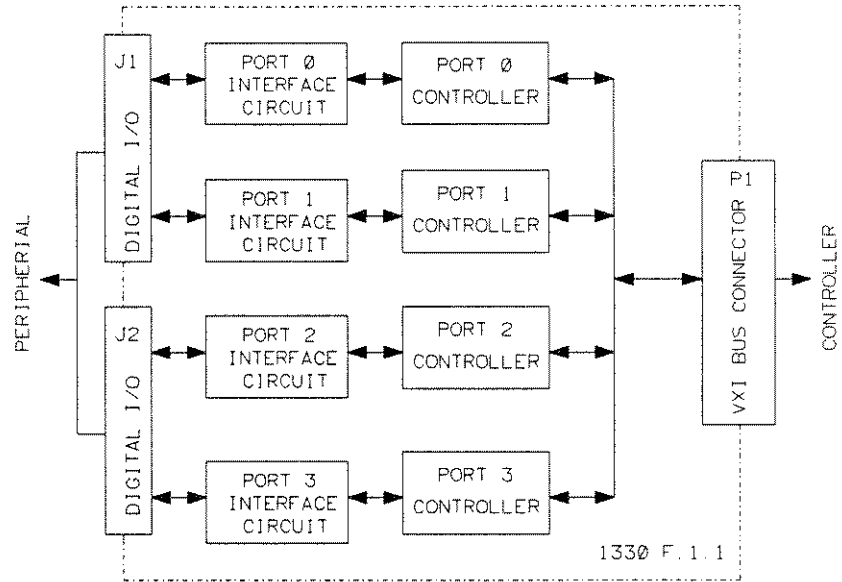 J1
DIGITAL I/O
PORT Ø
INTERFACE
CIRCUIT
PORT Ø
CONTROLLER
PORT 1
INTERFACE
CIRCUIT
PORT 1
CONTROLLER
PERIPHERIAL
J2
DIGITAL I/O
PORT 2
INTERFACE
CIRCUIT
PORT 2
CONTROLLER
PORT 3
INTERFACE
CIRCUIT
PORT 3
CONTROLLER
P1
VXI BUS CONNECTOR
CONTROLLER
1330 F.1.1